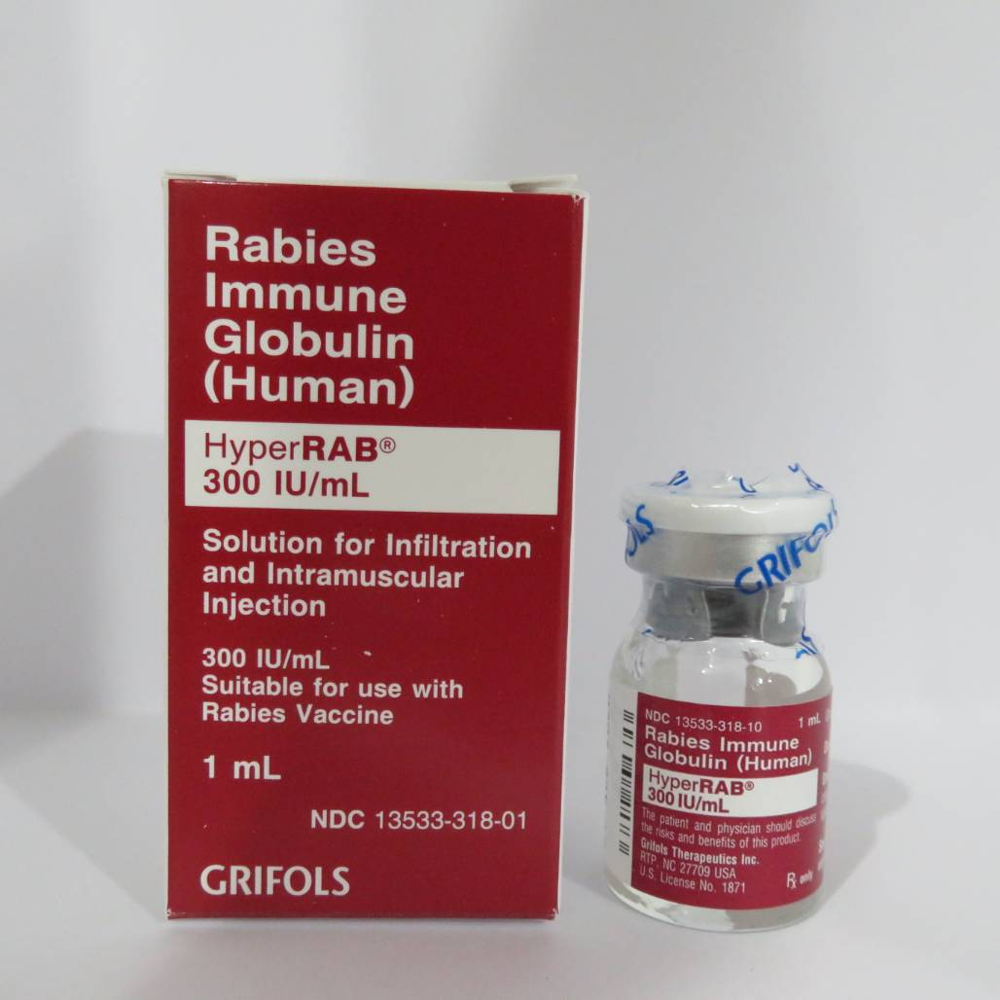 Rabies
Immune
Globulin
(Human)
HyperRAB®
300 IU/mL
Solution for Infiltration
and Intramuscular
Injection
300 IU/mL
Suitable for use with
Rabies Vaccine
1 mL
NDC 13533-318-01
GRIFOLS
GRIFOLS
NDC 13533-318-10 1 mL
Rabies Immune
Globulin (Human)
HyperRAB®
300 IU/mL
The patient and physician should discuss
the risks and benefits of this product.
Grifols Therapeutics Inc.
RTP, NC 27709 USA
U.S. License No. 1871
Rx only